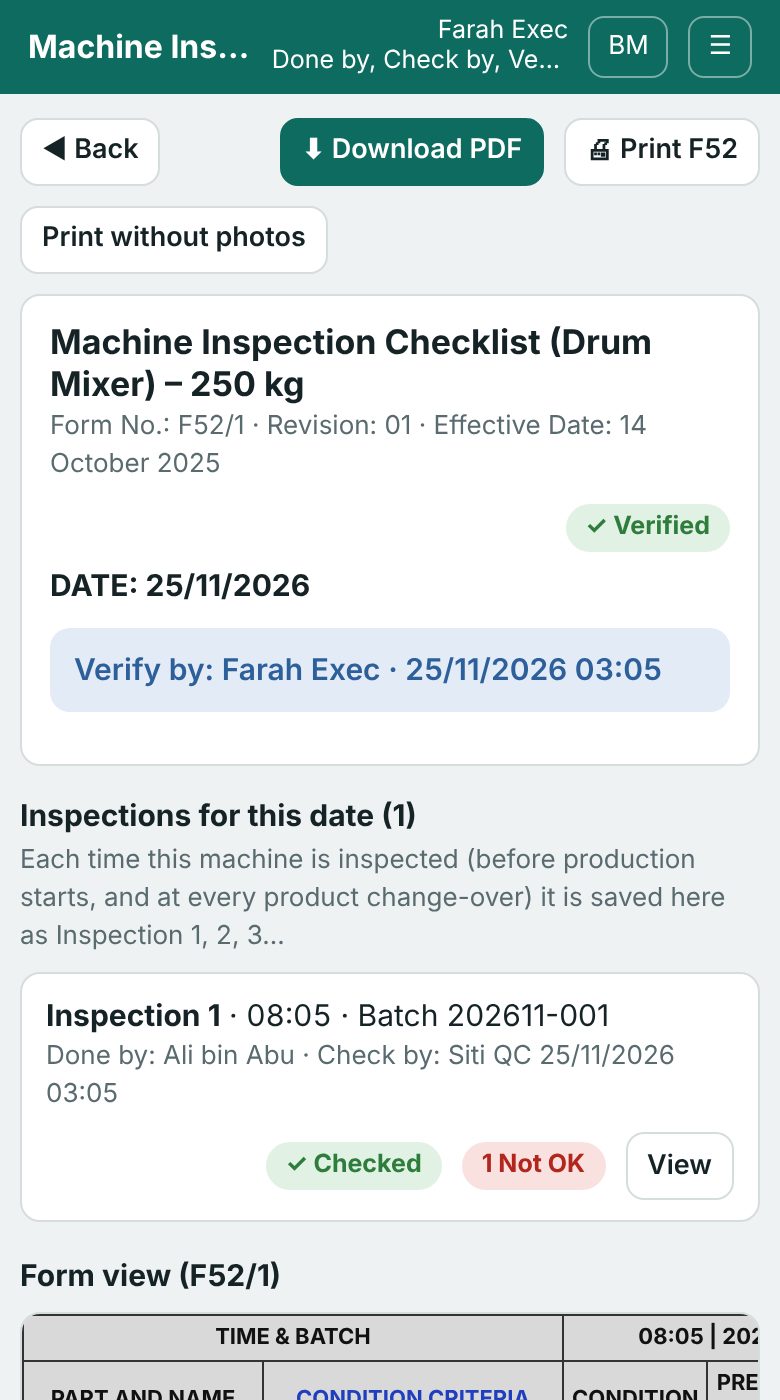 Machine Ins...
Farah Exec
Done by, Check by, Ve...
BM
☰
◀ Back
⬇ Download PDF
🖨 Print F52
Print without photos
Machine Inspection Checklist (Drum
Mixer) – 250 kg
Form No.: F52/1 · Revision: 01 · Effective Date: 14
October 2025
✓ Verified
DATE: 25/11/2026
Verify by: Farah Exec · 25/11/2026 03:05
Inspections for this date (1)
Each time this machine is inspected (before production
starts, and at every product change-over) it is saved here
as Inspection 1, 2, 3...
Inspection 1 · 08:05 · Batch 202611-001
Done by: Ali bin Abu · Check by: Siti QC 25/11/2026
03:05
✓ Checked
1 Not OK
View
Form view (F52/1)
TIME & BATCH
08:05 | 202
PART AND NAME
CONDITION CRITERIA
CONDITION
PRE